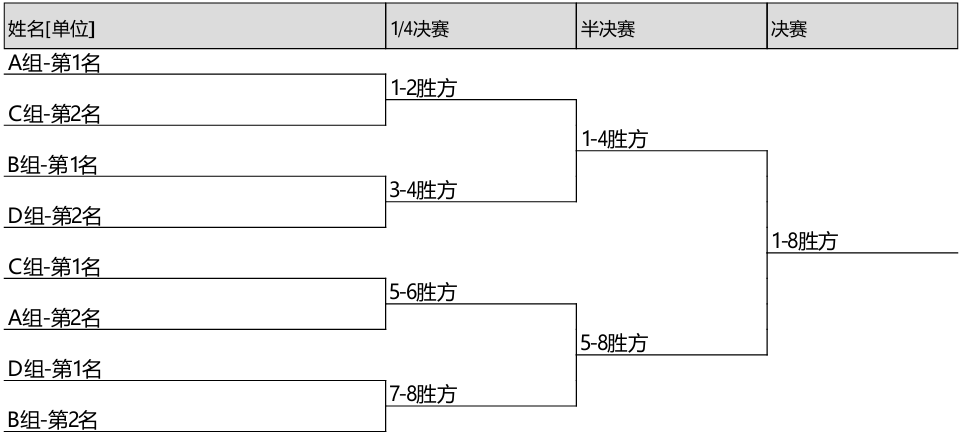 姓名[单位] 1/4决赛 半决赛 决赛
A组-第1名
1-2胜方
C组-第2名
1-4胜方
B组-第1名
3-4胜方
D组-第2名
1-8胜方
C组-第1名
5-6胜方
A组-第2名
5-8胜方
D组-第1名
7-8胜方
B组-第2名